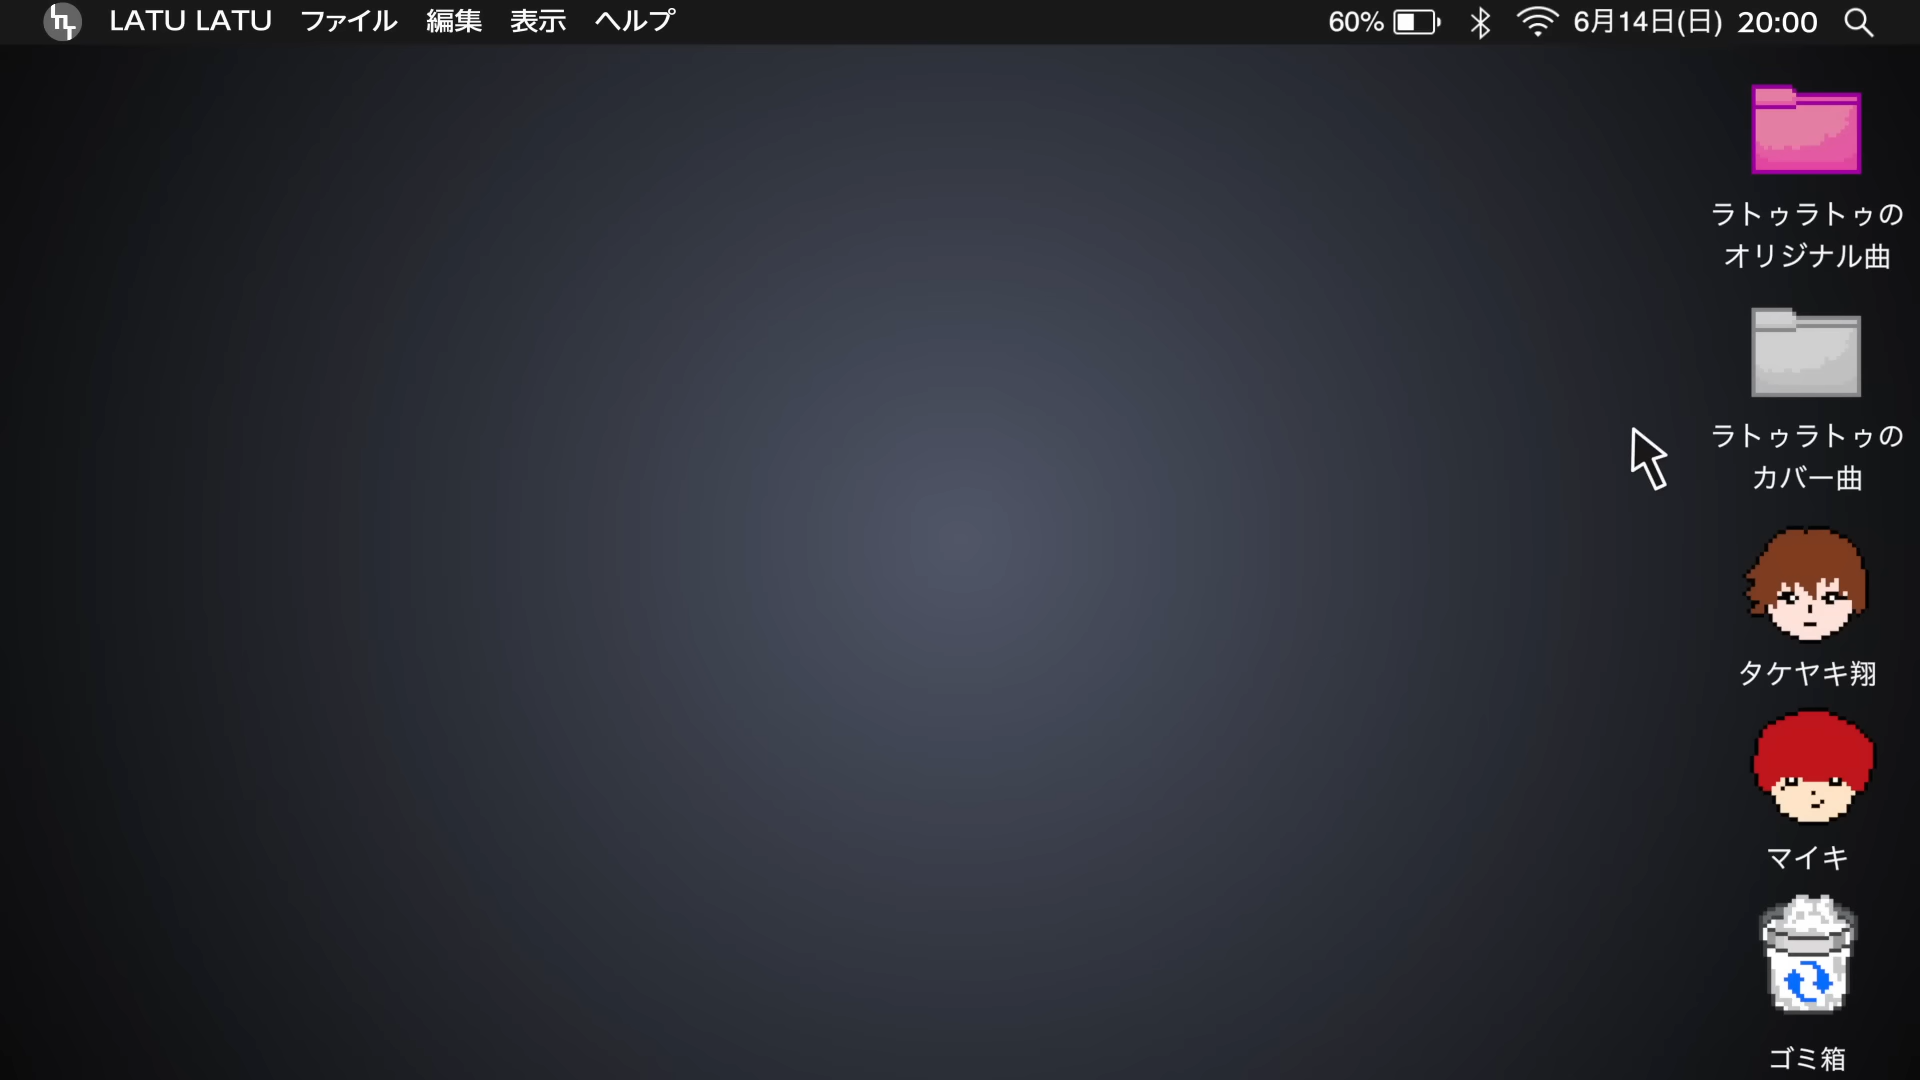 LATU LATU ファイル 編集 表示 ヘルプ 60% 6月14日(日) 20:00
ラトゥラトゥの
オリジナル曲
ラトゥラトゥの
カバー曲
タケヤキ翔
マイキ
ゴミ箱